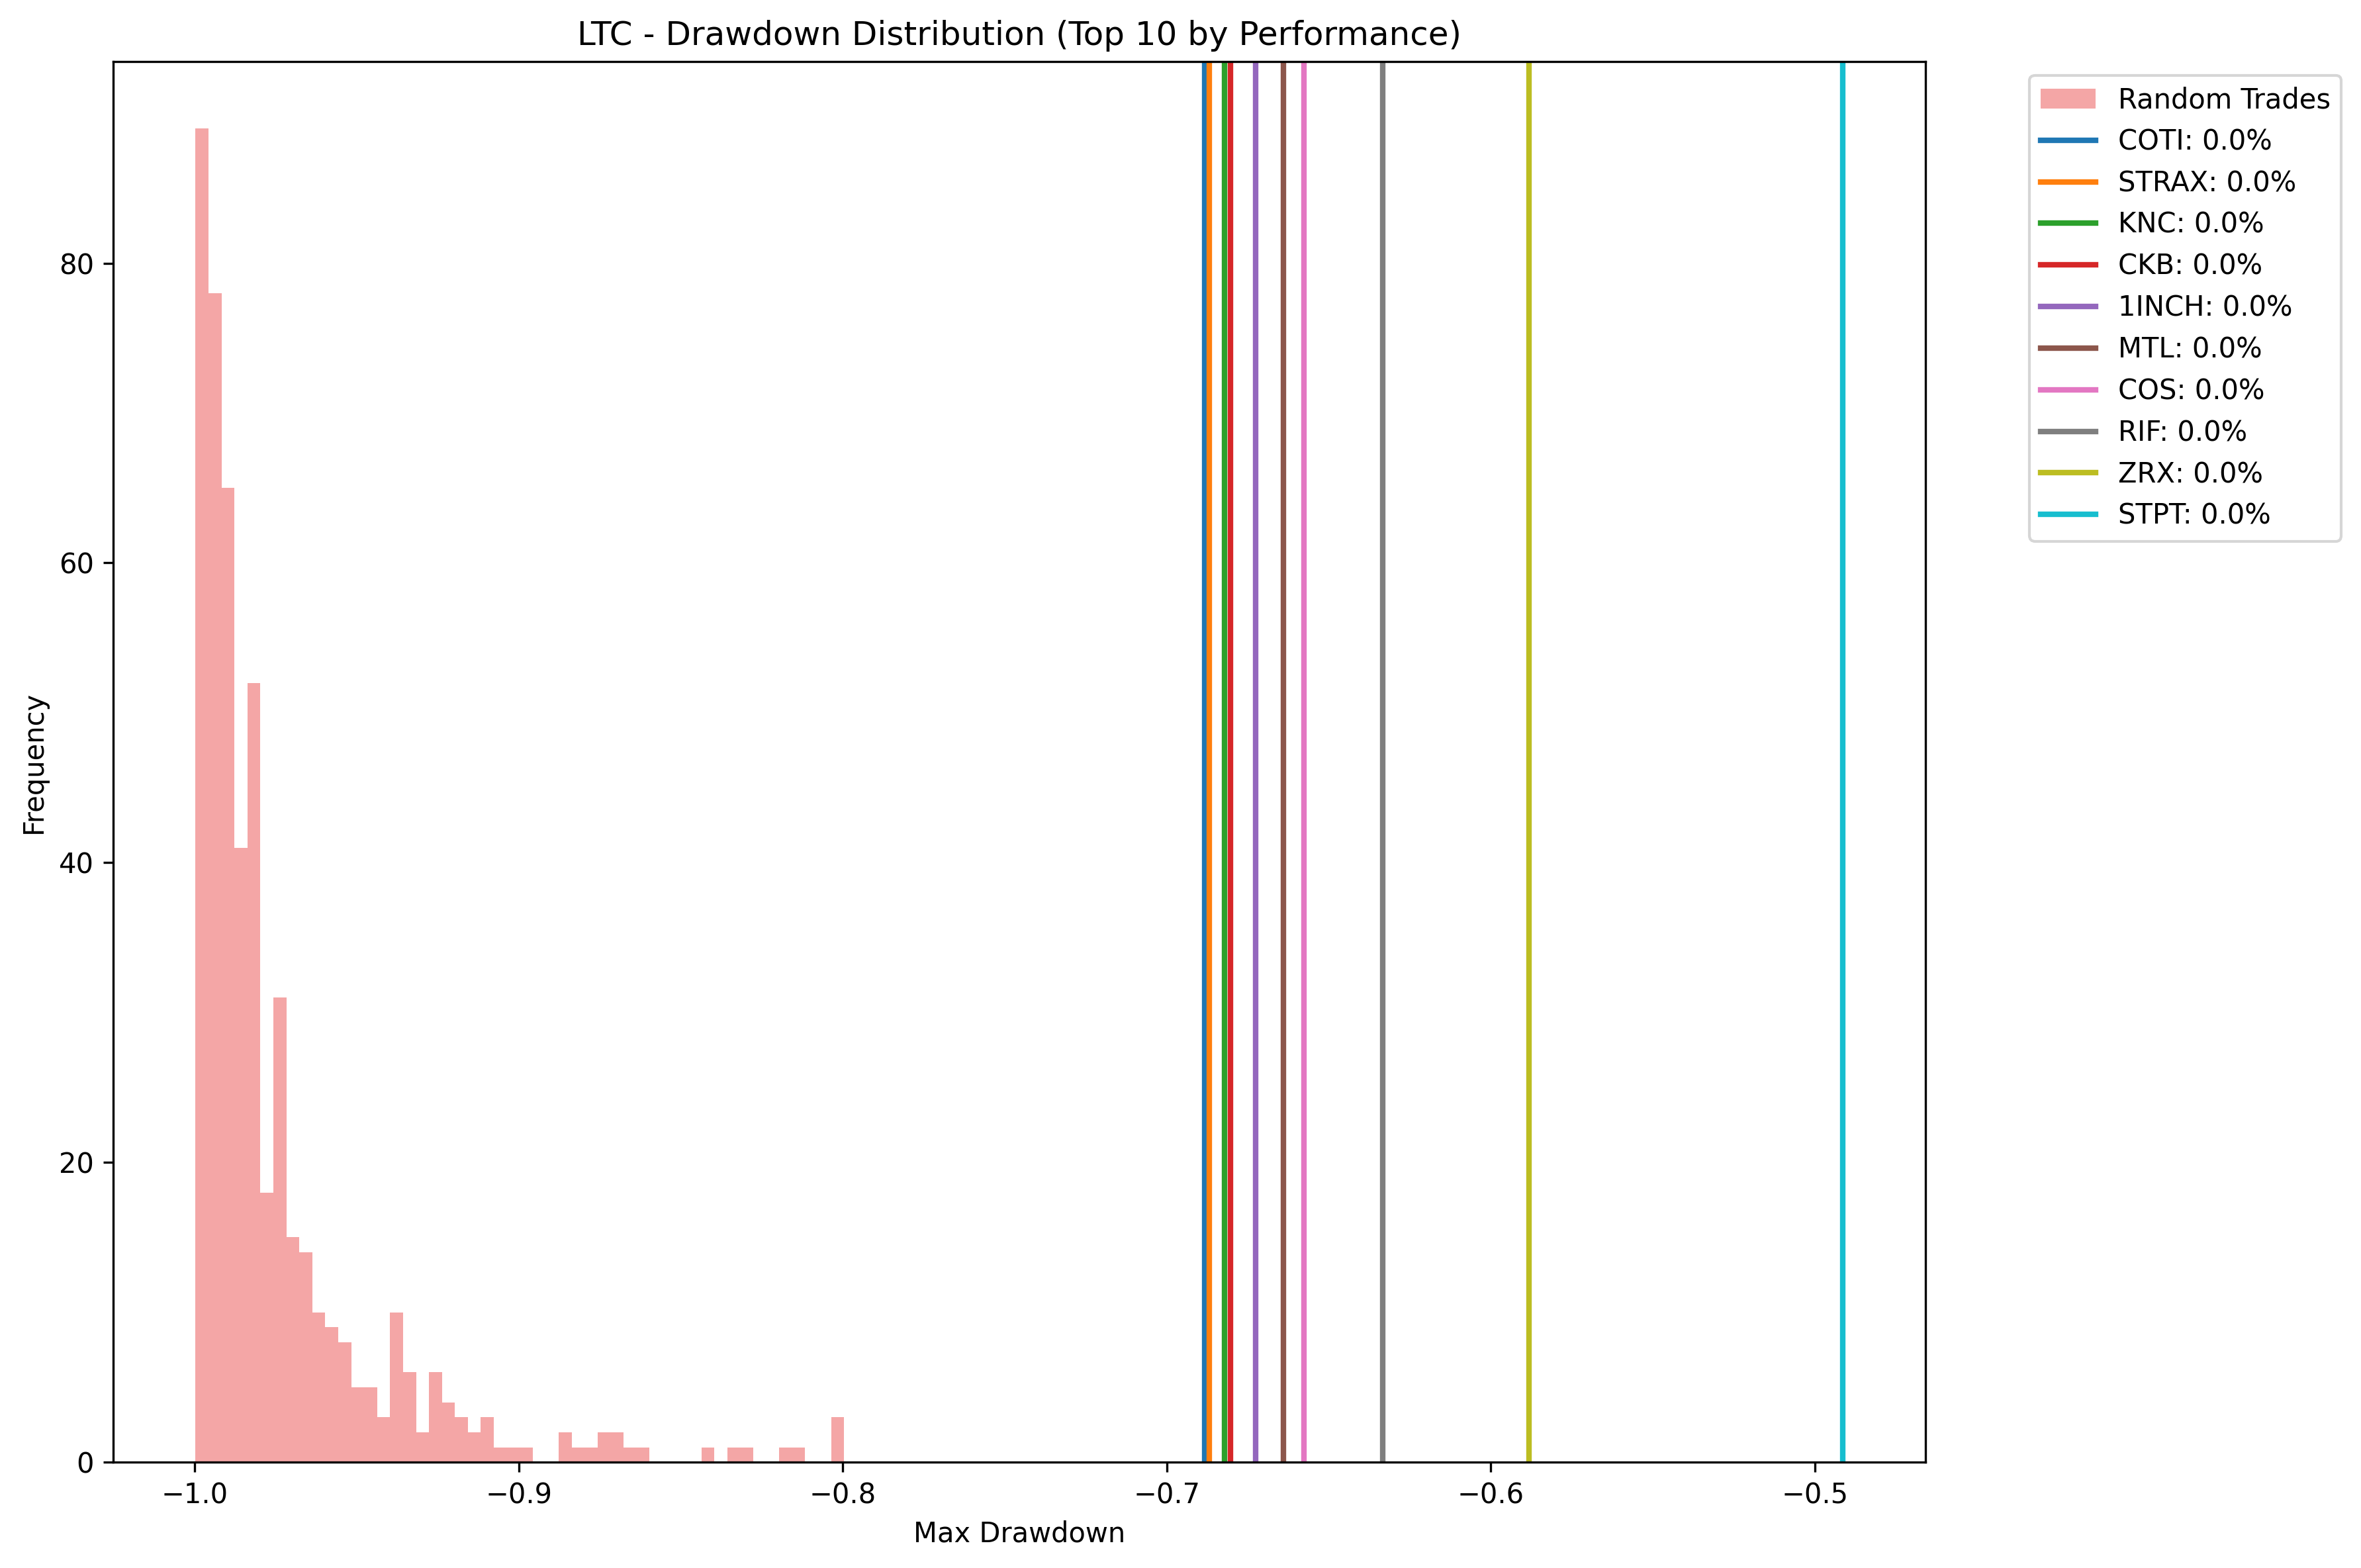 LTC - Drawdown Distribution (Top 10 by Performance)
Random Trades
COTI: 0.0%
STRAX: 0.0%
KNC: 0.0%
CKB: 0.0%
1INCH: 0.0%
MTL: 0.0%
COS: 0.0%
RIF: 0.0%
ZRX: 0.0%
STPT: 0.0%
Frequency
80
60
40
20
0
−1.0 −0.9 −0.8 −0.7 −0.6 −0.5
Max Drawdown